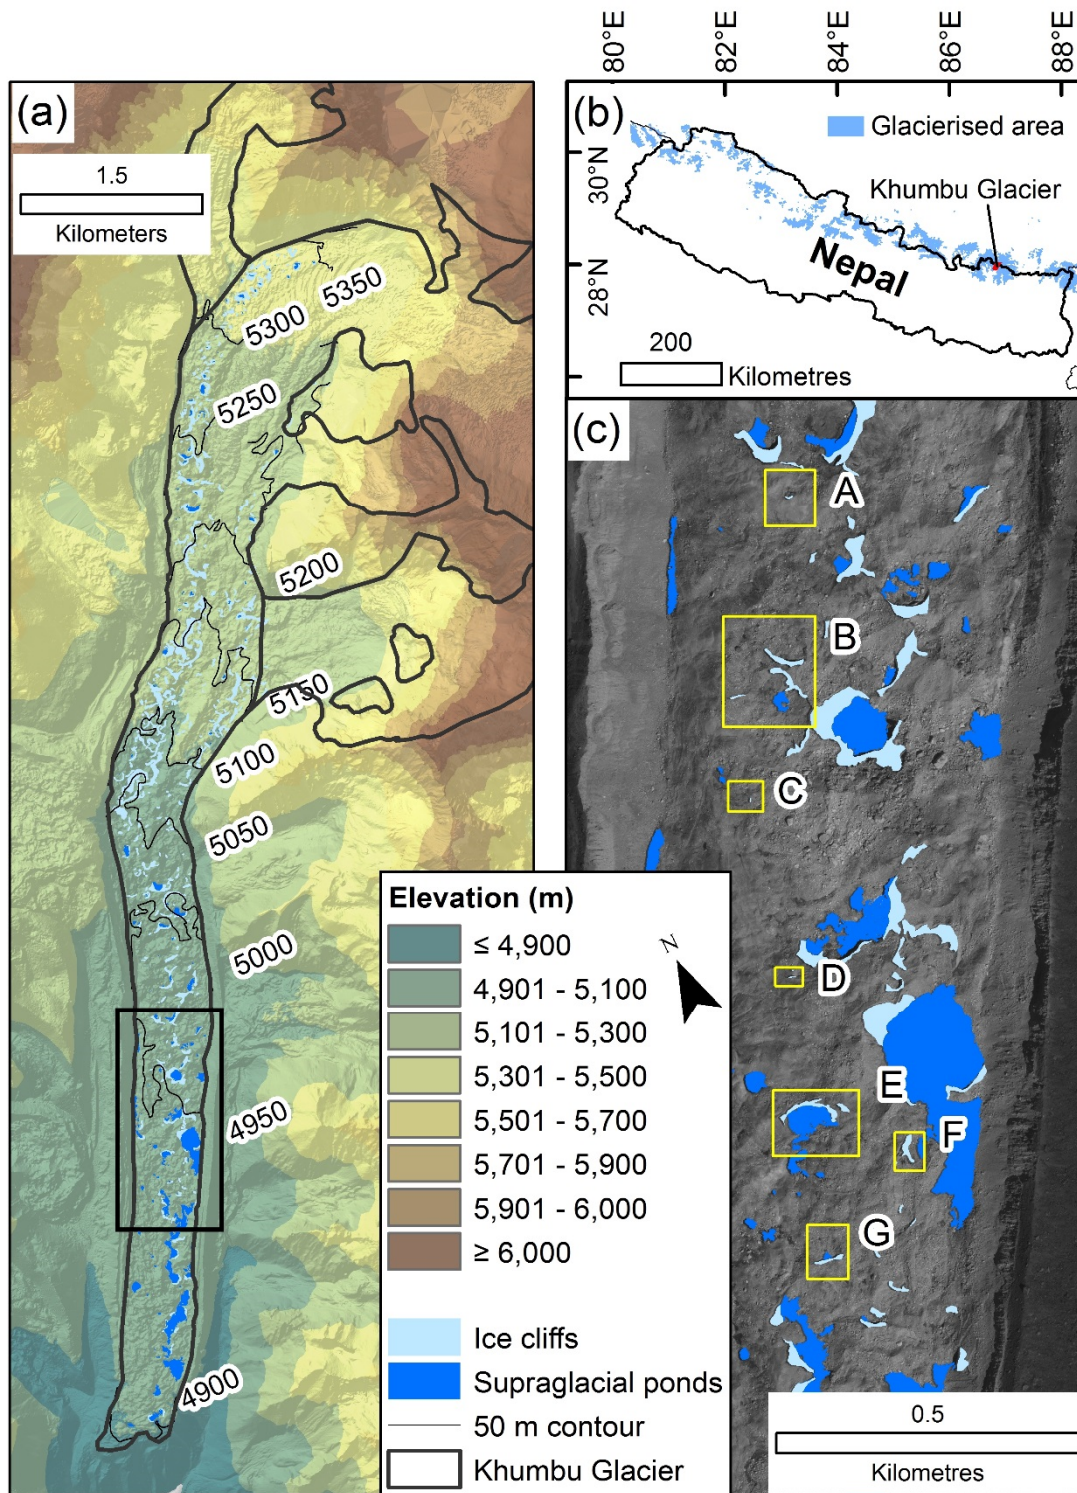 (a)
1.5
Kilometers
5350
5300
5250
5200
5150
5100
5050
5000
4950
4900
80°E
82°E
84°E
86°E
88°E
(b)
Glacierised area
Khumbu Glacier
30°N
28°N
Nepal
200
Kilometres
(c)
A
B
C
D
E
F
G
0.5
Kilometres
Elevation (m)
≤ 4,900
4,901 - 5,100
5,101 - 5,300
5,301 - 5,500
5,501 - 5,700
5,701 - 5,900
5,901 - 6,000
≥ 6,000
N
Ice cliffs
Supraglacial ponds
50 m contour
Khumbu Glacier